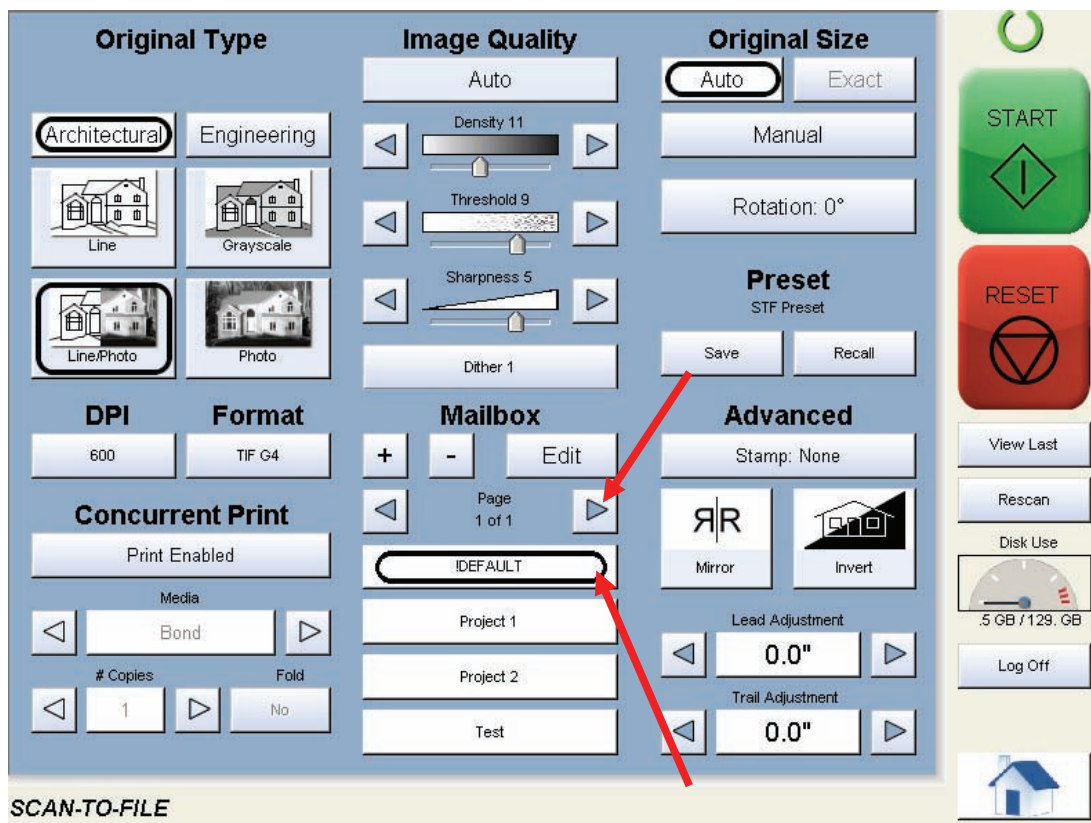 Original Type
Architectural
Engineering
Line
Grayscale
Line/Photo
Photo
DPI
Format
600
TIF G4
Concurrent Print
Print Enabled
Media
Bond
# Copies
Fold
1
No
Image Quality
Auto
Density 11
Threshold 9
Sharpness 5
Dither 1
Mailbox
+
-
Edit
Page
1 of 1
!DEFAULT
Project 1
Project 2
Test
Original Size
Auto
Exact
Manual
Rotation: 0°
Preset
STF Preset
Save
Recall
Advanced
Stamp: None
ЯR
Mirror
Invert
Lead Adjustment
0.0"
Trail Adjustment
0.0"
START
RESET
View Last
Rescan
Disk Use
.5 GB / 129. GB
Log Off
SCAN-TO-FILE